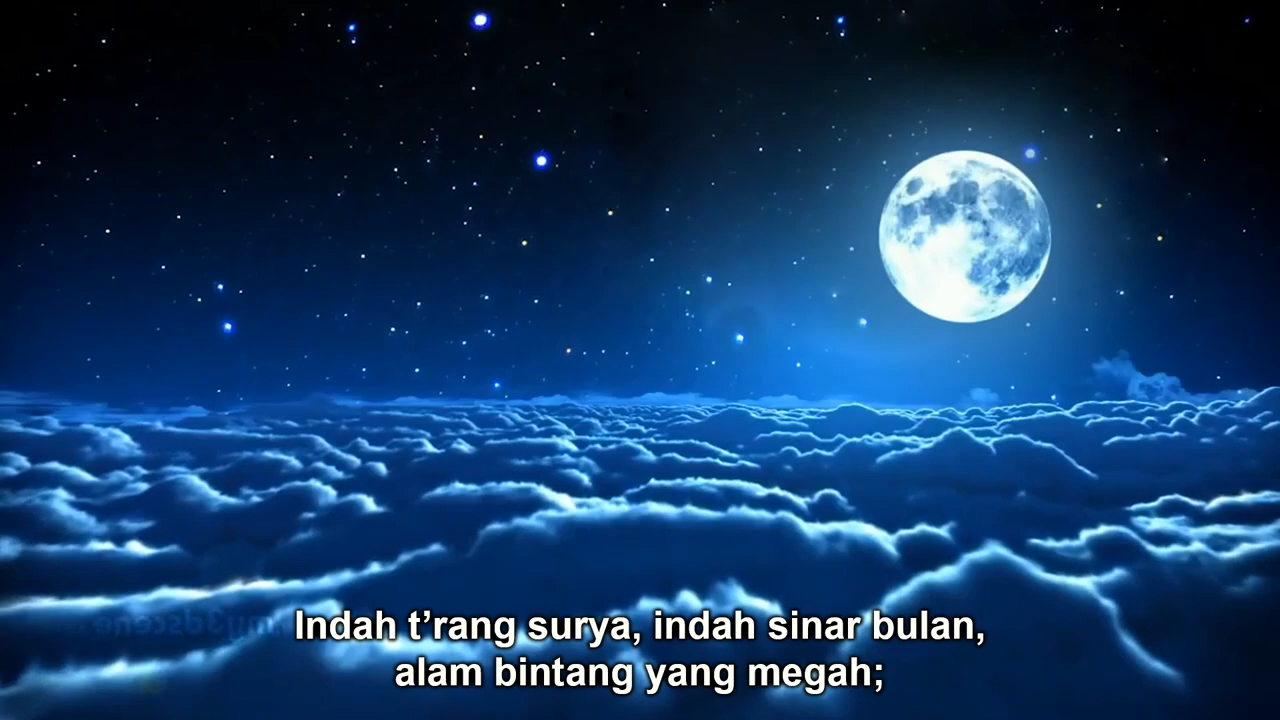 Indah t’rang surya, indah sinar bulan,
alam bintang yang megah;